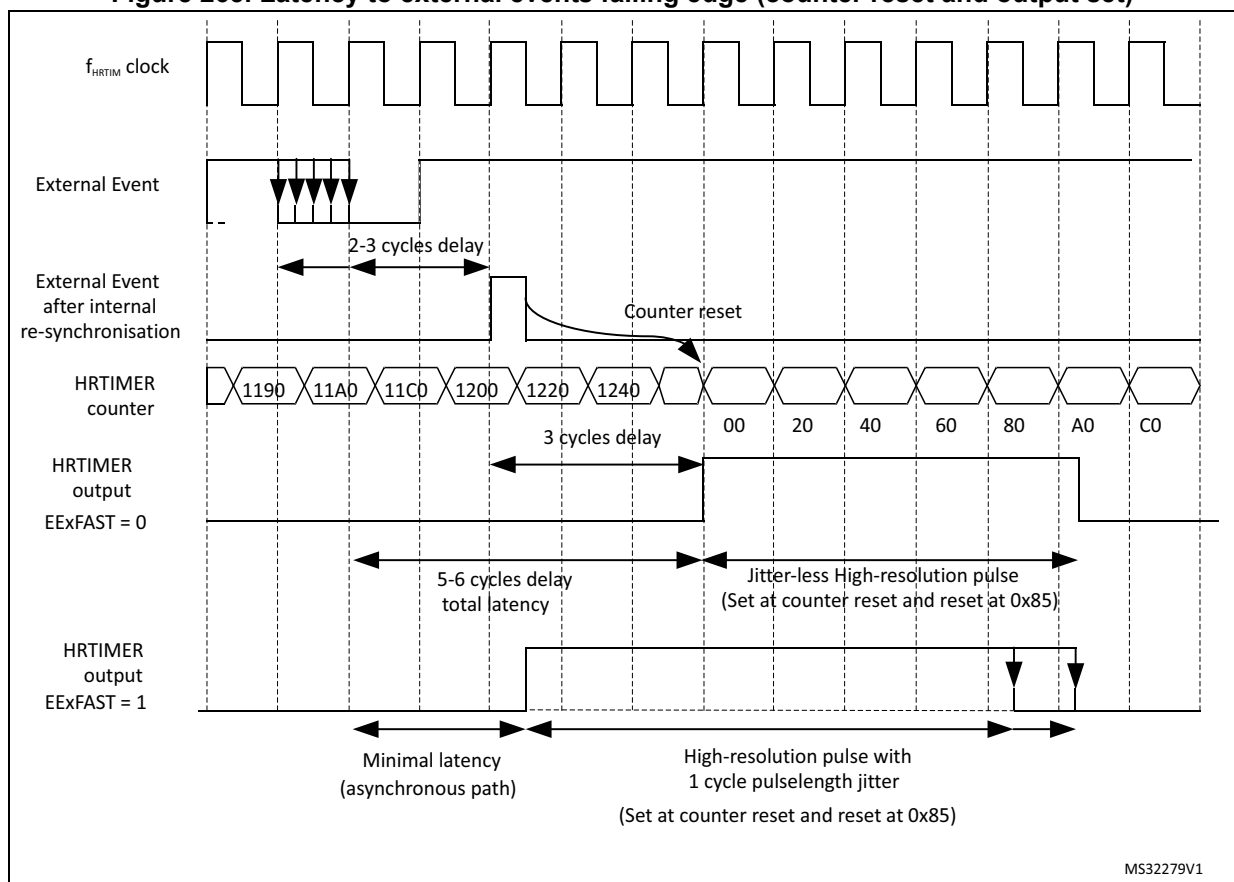 Latency to external events falling edge (counter reset and output set)
fHRTIM clock
External Event
2-3 cycles delay
External Event
after internal
re-synchronisation
Counter reset
HRTIMER
counter
1190 11A0 11C0 1200 1220 1240
00 20 40 60 80 A0 C0
3 cycles delay
HRTIMER
output
EExFAST = 0
5-6 cycles delay
total latency
Jitter-less High-resolution pulse
(Set at counter reset and reset at 0x85)
HRTIMER
output
EExFAST = 1
Minimal latency
(asynchronous path)
High-resolution pulse with
1 cycle pulselength jitter
(Set at counter reset and reset at 0x85)
MS32279V1